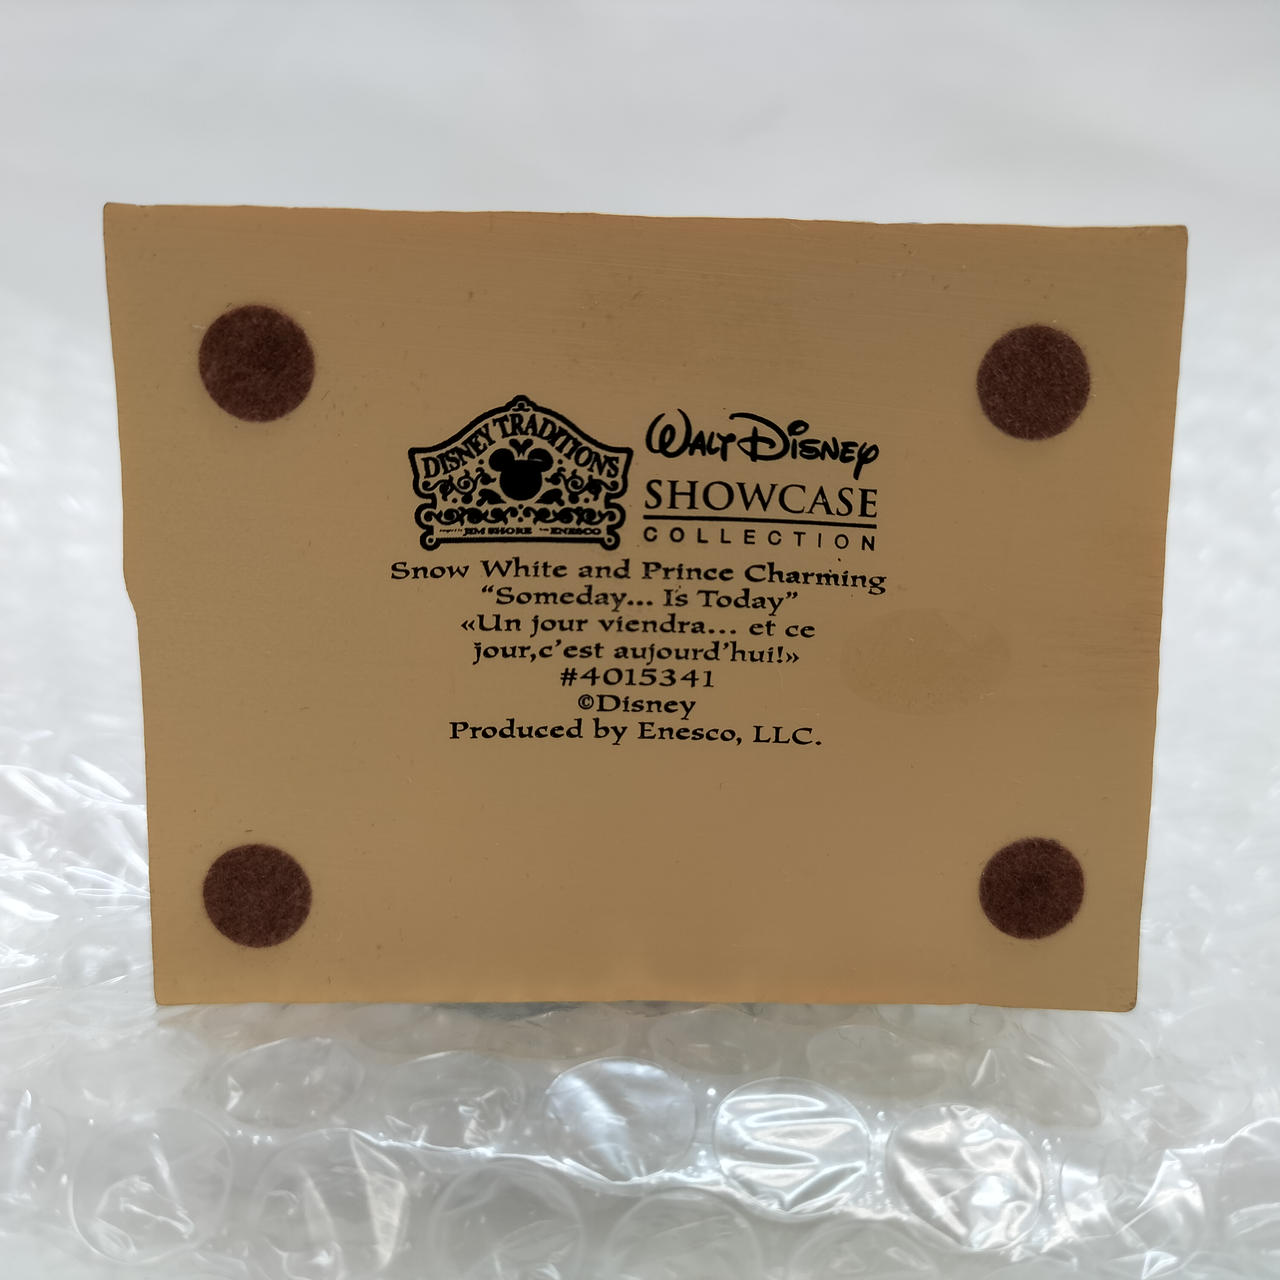 DISNEY TRADITIONS
JIM SHORE ENESCO
WALT DISNEY
SHOWCASE
COLLECTION
Snow White and Prince Charming
“Someday... Is Today”
«Un jour viendra... et ce
jour,c’est aujourd’hui!»
#4015341
©Disney
Produced by Enesco, LLC.